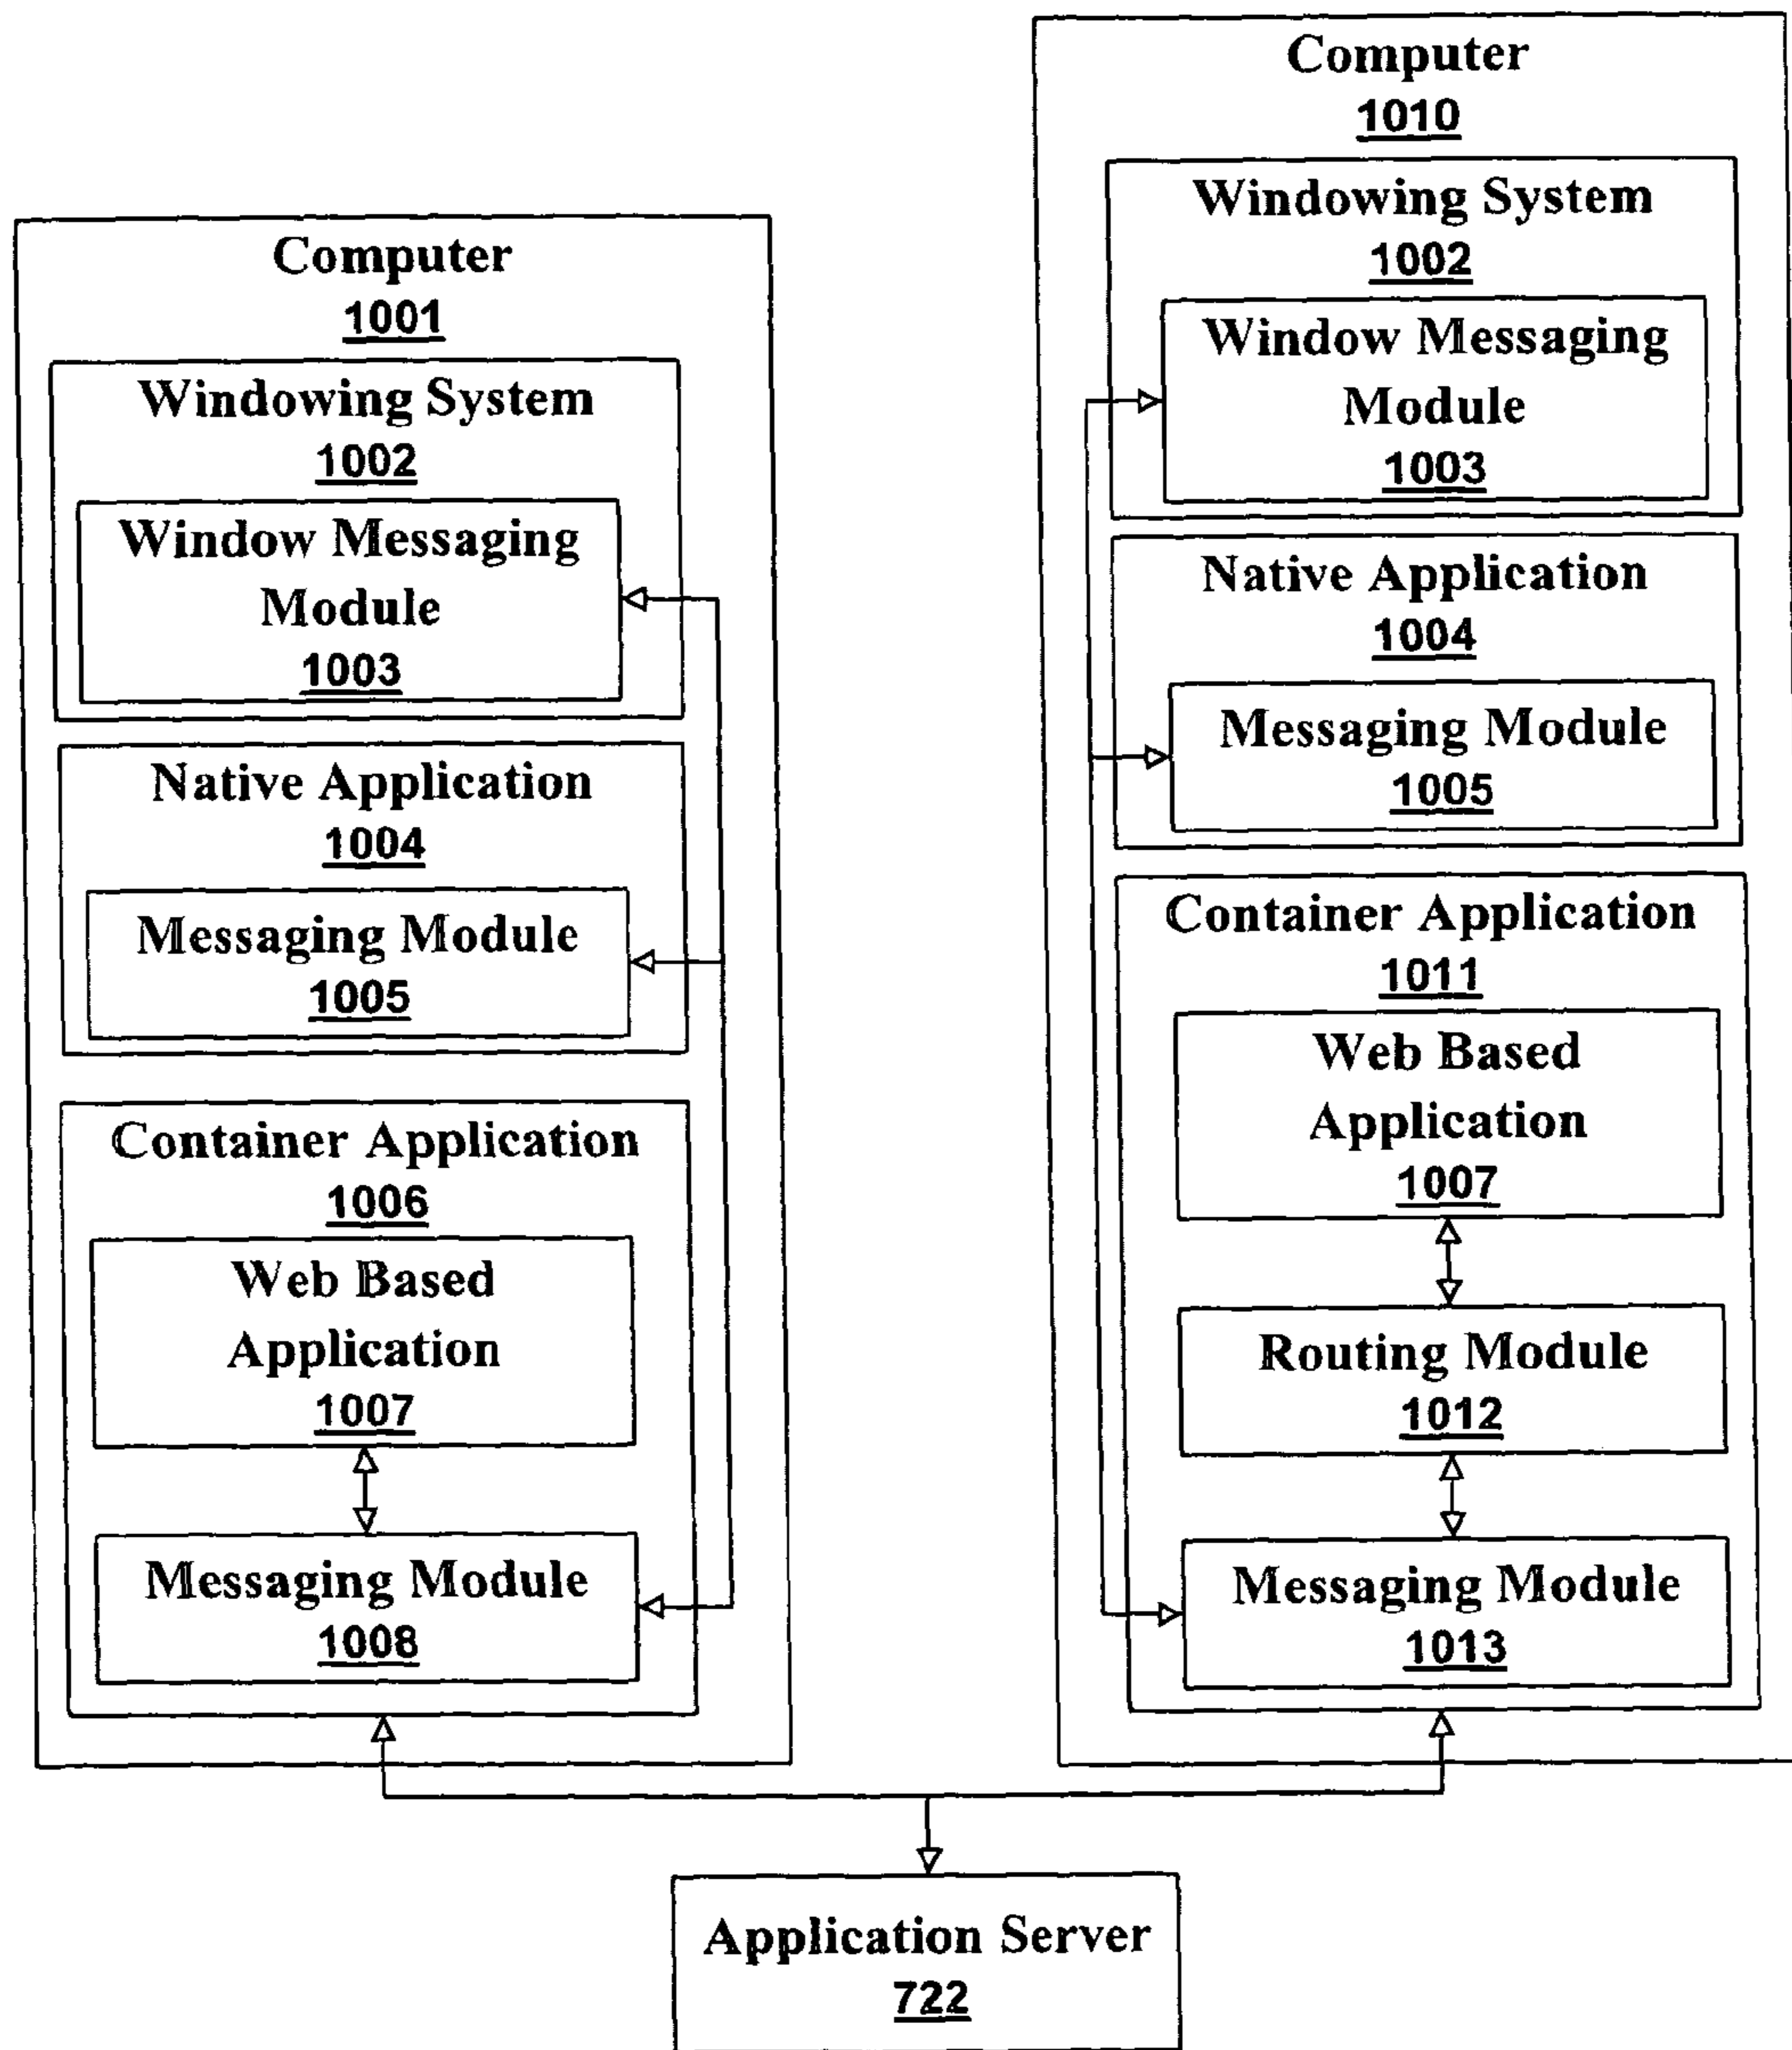 Computer
1001
Windowing System
1002
Window Messaging
Module
1003
Native Application
1004
Messaging Module
1005
Container Application
1006
Web Based
Application
1007
Messaging Module
1008
Computer
1010
Windowing System
1002
Window Messaging
Module
1003
Native Application
1004
Messaging Module
1005
Container Application
1011
Web Based
Application
1007
Routing Module
1012
Messaging Module
1013
Application Server
722